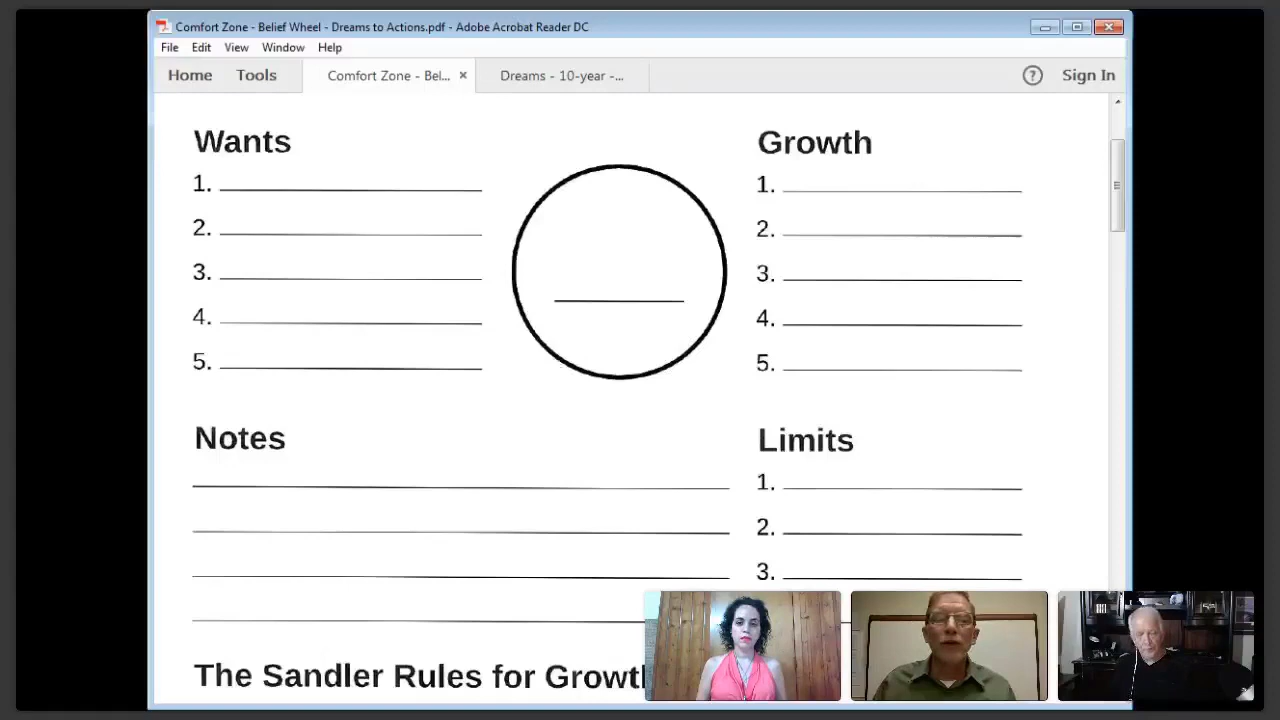 Comfort Zone - Belief Wheel - Dreams to Actions.pdf - Adobe Acrobat Reader DC
File Edit View Window Help
Home Tools Comfort Zone - Bel... × Dreams - 10-year -... ? Sign In
Wants
1.
2.
3.
4.
5.
Growth
1.
2.
3.
4.
5.
Notes
Limits
1.
2.
3.
The Sandler Rules for Growth